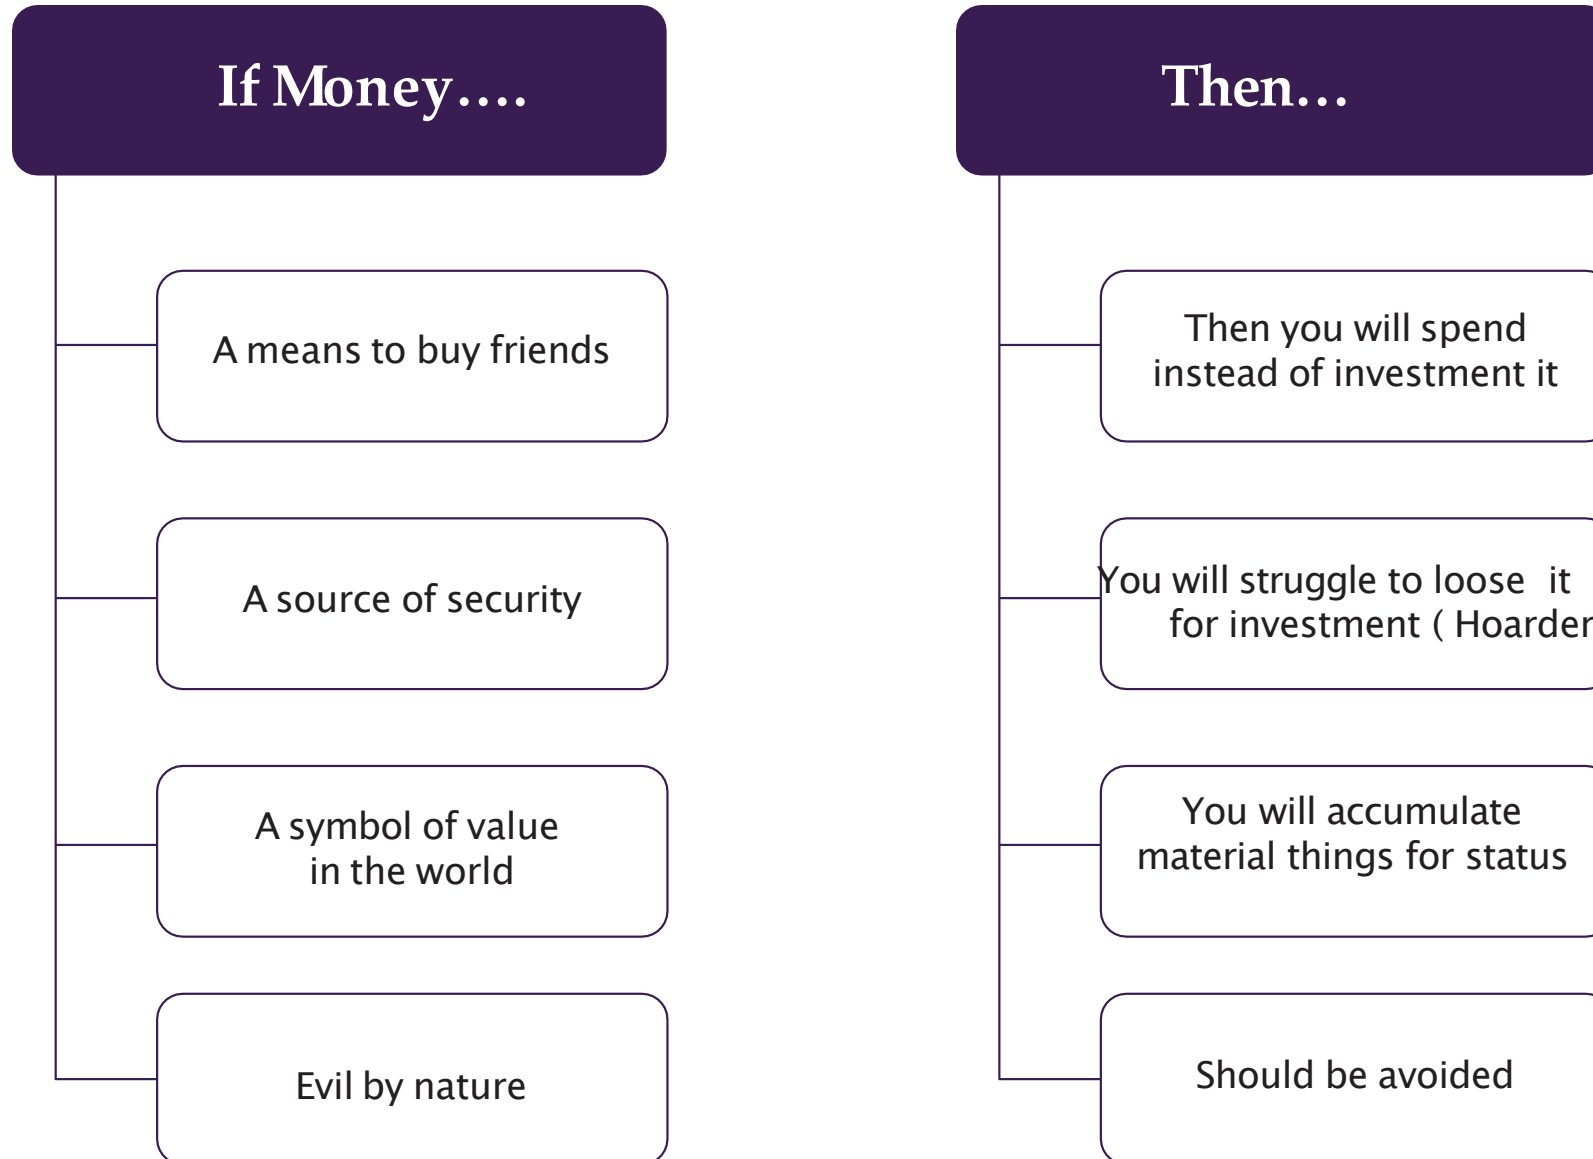 If Money....
A means to buy friends
A source of security
A symbol of value
in the world
Evil by nature
Then...
Then you will spend
instead of investment it
You will struggle to loose it
for investment ( Hoarder
You will accumulate
material things for status
Should be avoided